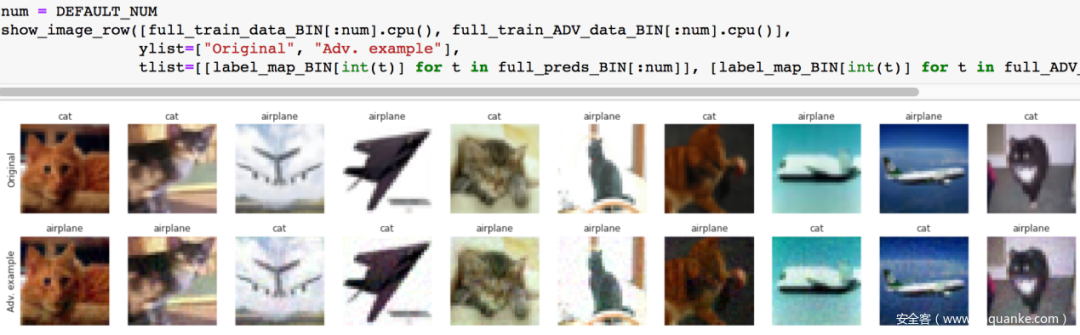 num = DEFAULT_NUM
show_image_row([full_train_data_BIN[:num].cpu(), full_train_ADV_data_BIN[:num].cpu()],
ylist=["Original", "Adv. example"],
tlist=[[label_map_BIN[int(t)] for t in full_preds_BIN[:num]], [label_map_BIN[int(t)] for t in full_ADV_
cat cat airplane airplane cat airplane cat airplane airplane cat
Original
airplane airplane cat cat airplane airplane airplane cat cat airplane
Adv. example
安全客（www.anquanke.com）